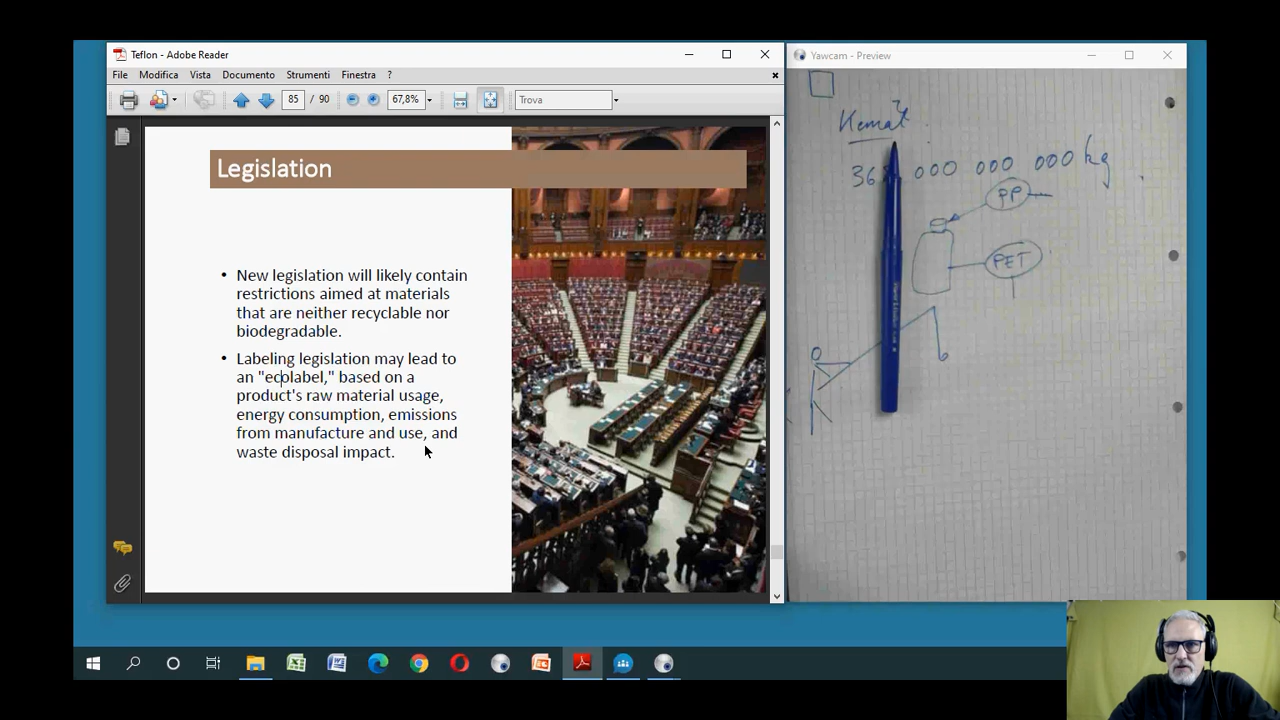 Teflon - Adobe Reader
File Modifica Vista Documento Strumenti Finestra ?
85 / 90 67,8% Trova
Legislation
• New legislation will likely contain
restrictions aimed at materials
that are neither recyclable nor
biodegradable.
• Labeling legislation may lead to
an "ecolabel," based on a
product's raw material usage,
energy consumption, emissions
from manufacture and use, and
waste disposal impact.
Yawcam - Preview
000 000 000 kg
PP
PET